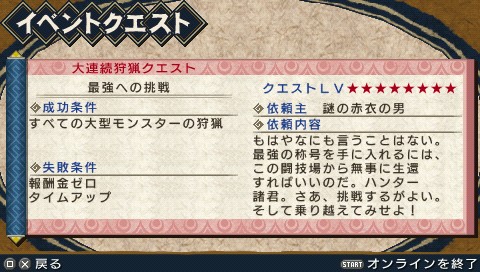 イベントクエスト
大連続狩猟クエスト
最強への挑戦
成功条件
すべての大型モンスターの狩猟
失敗条件
報酬金ゼロ
タイムアップ
クエストLV★★★★★★★★
依頼主 謎の赤衣の男
依頼内容
もはやなにも言うことはない。
最強の称号を手に入れるには、
この闘技場から無事に生還
すればいいのだ。ハンター
諸君。さあ、挑戦するがよい。
そして乗り越えてみせよ!
戻る
START オンラインを終了